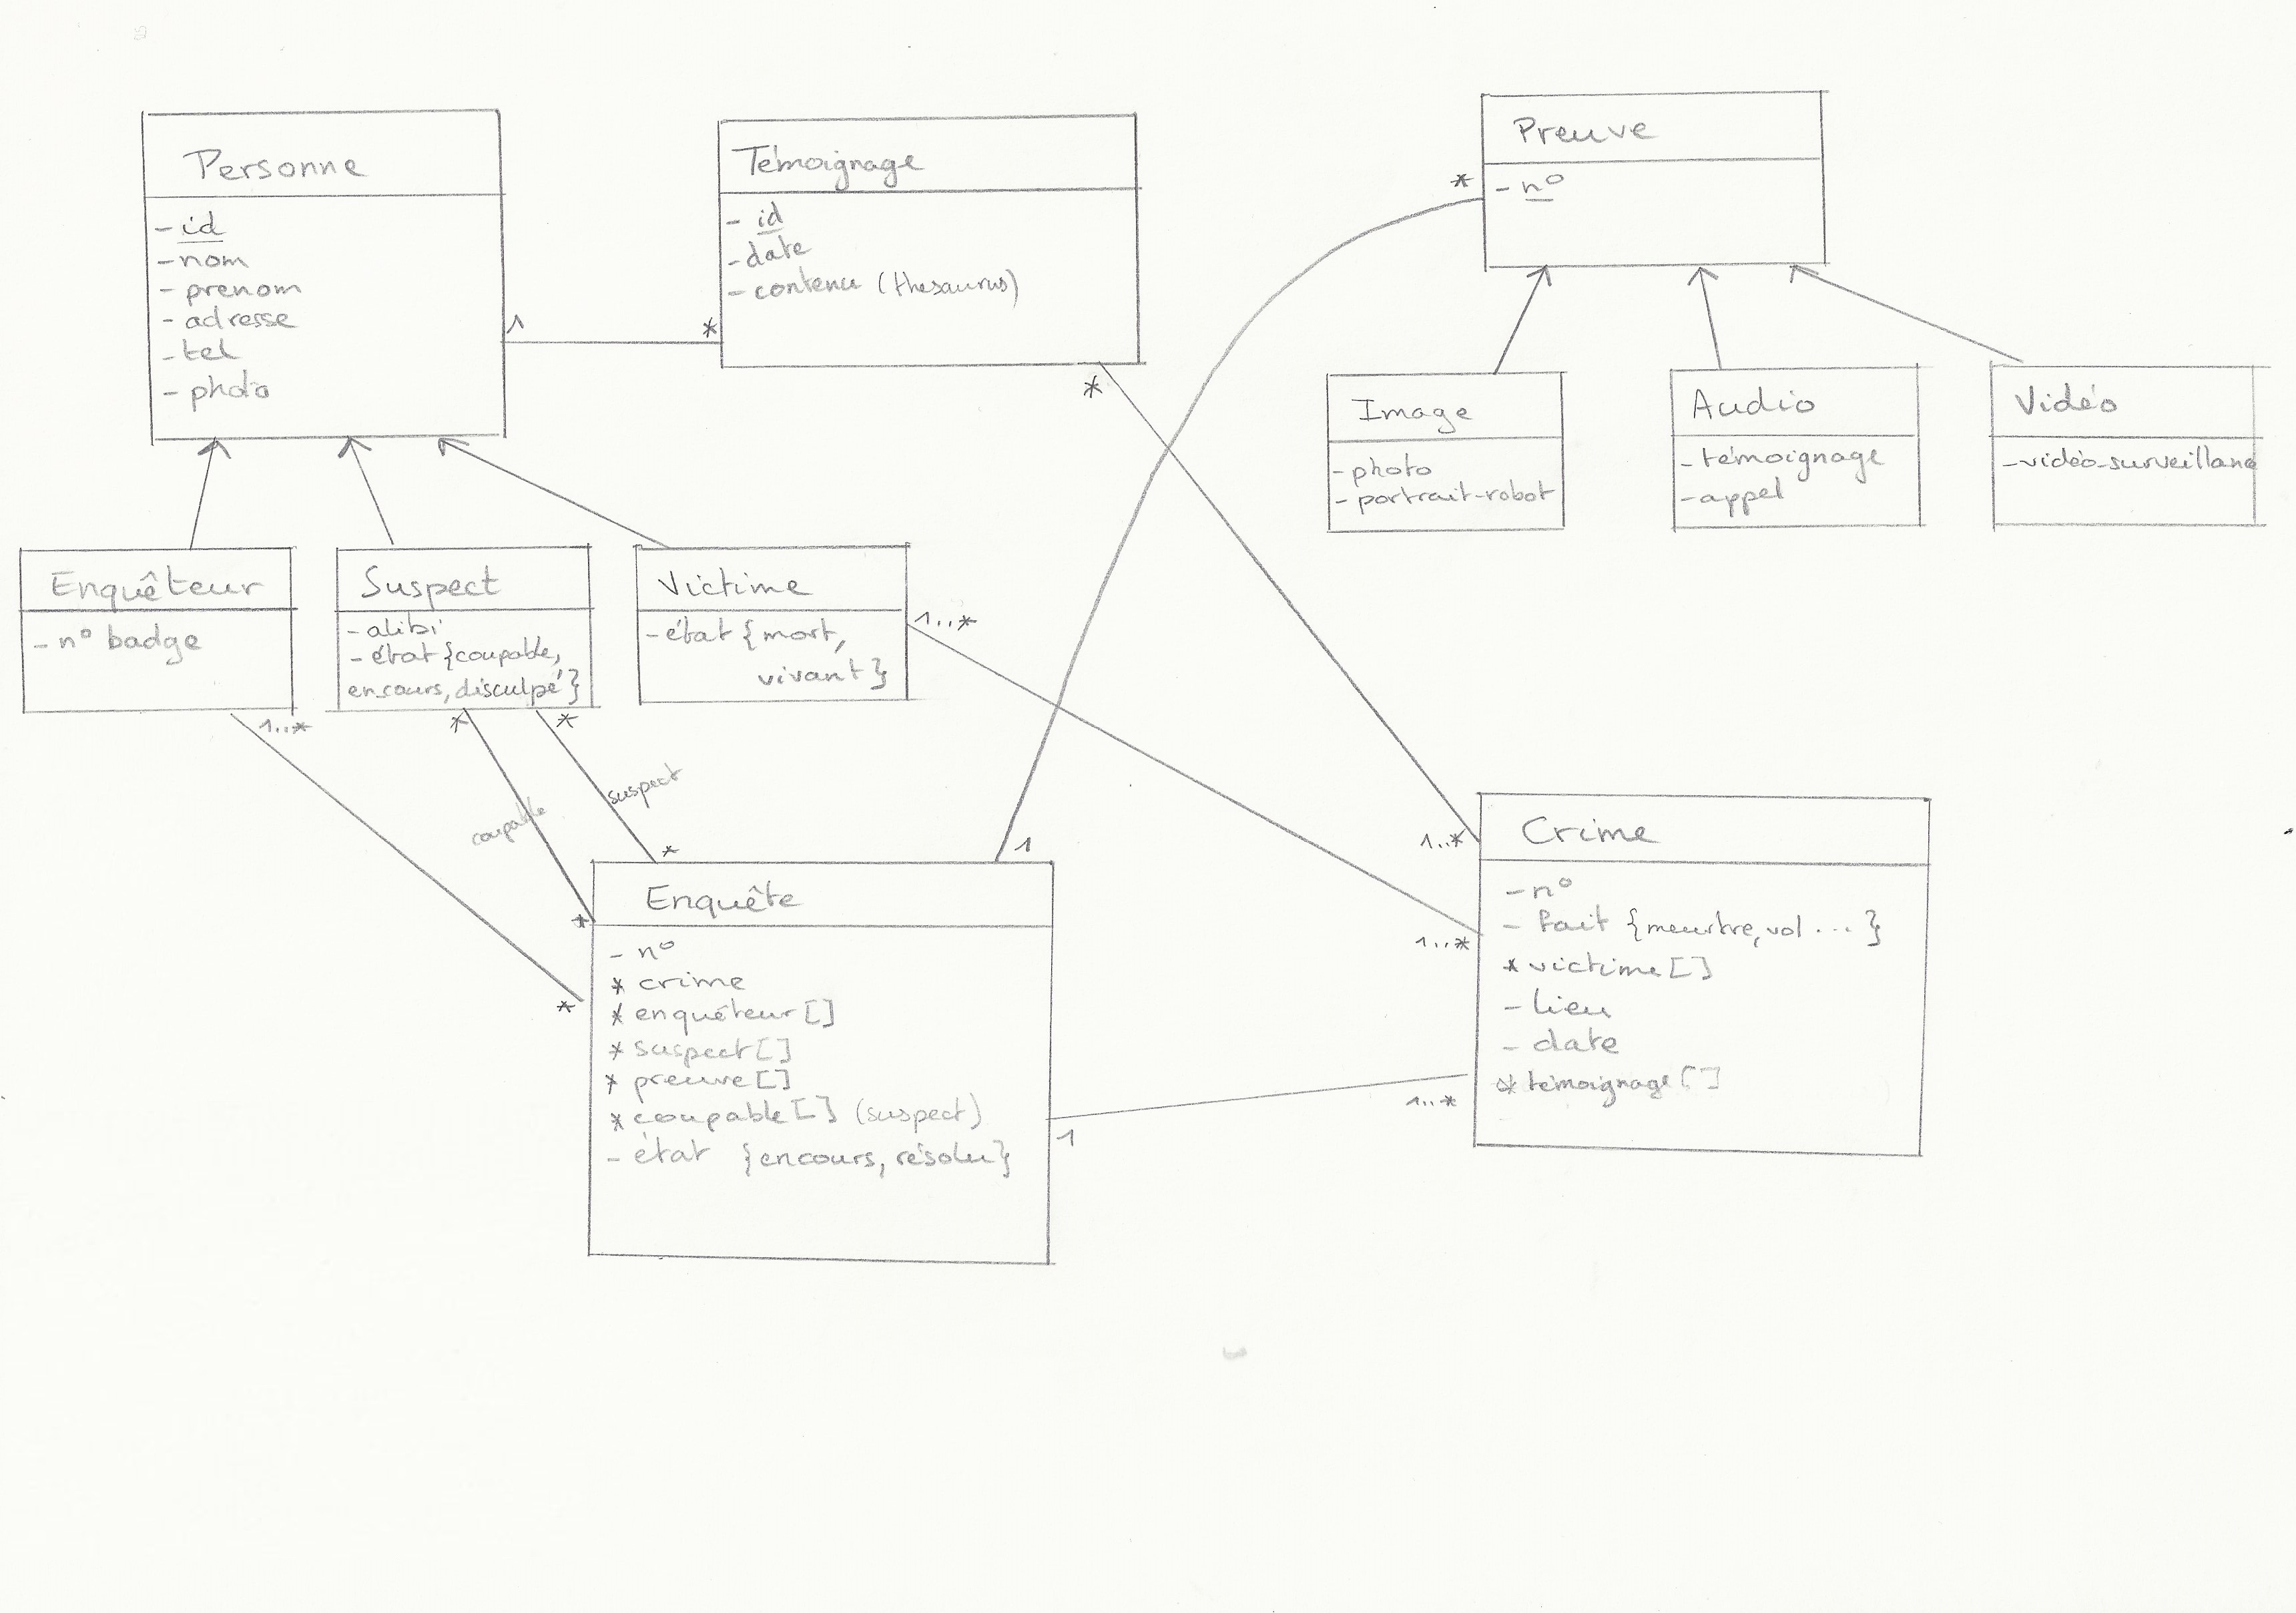 Personne
- id
- nom
- prenom
- adresse
- tel
- photo
1
*
Témoignage
- id
- date
- contenu (thesaurus)
*
Preuve
- n°
*
Image
- photo
- portrait-robot
Audio
- témoignage
- appel
Vidéo
- vidéo-surveillance
Enquêteur
- n° badge
1..*
Suspect
- alibi
- état {coupable,
en cours, disculpé}
*
*
Victime
- état {mort,
vivant}
1..*
coupable
suspect
*
*
*
1
Enquête
- n°
* crime
* enquêteur []
* suspect []
* preuve []
* coupable [] (suspect)
- état {en cours, résolu}
1
1..*
1..*
1..*
Crime
- n°
- Fait {meurtre, vol ... }
* victime []
- lieu
- date
* témoignage []